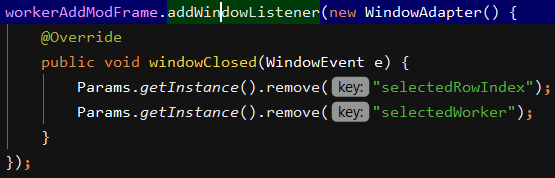 workerAddModFrame.addWindowListener(new WindowAdapter() {
@Override
public void windowClosed(WindowEvent e) {
Params.getInstance().remove( key: "selectedRowIndex");
Params.getInstance().remove( key: "selectedWorker");
}
});